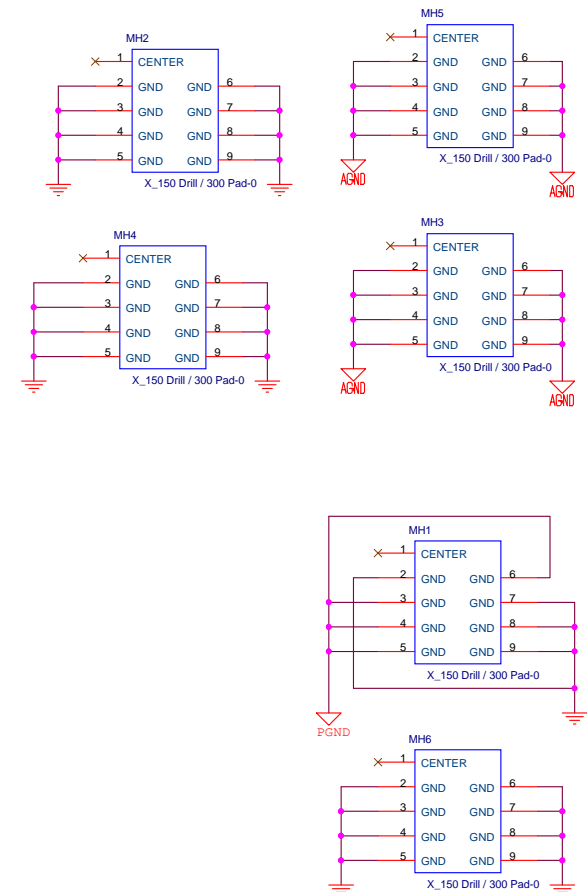 MH2
1 CENTER
2 GND GND 6
3 GND GND 7
4 GND GND 8
5 GND GND 9
X_150 Drill / 300 Pad-0
MH5
1 CENTER
2 GND GND 6
3 GND GND 7
4 GND GND 8
5 GND GND 9
X_150 Drill / 300 Pad-0
AGND
AGND
MH4
1 CENTER
2 GND GND 6
3 GND GND 7
4 GND GND 8
5 GND GND 9
X_150 Drill / 300 Pad-0
MH3
1 CENTER
2 GND GND 6
3 GND GND 7
4 GND GND 8
5 GND GND 9
X_150 Drill / 300 Pad-0
AGND
AGND
MH1
1 CENTER
2 GND GND 6
3 GND GND 7
4 GND GND 8
5 GND GND 9
X_150 Drill / 300 Pad-0
PGND
MH6
1 CENTER
2 GND GND 6
3 GND GND 7
4 GND GND 8
5 GND GND 9
X_150 Drill / 300 Pad-0